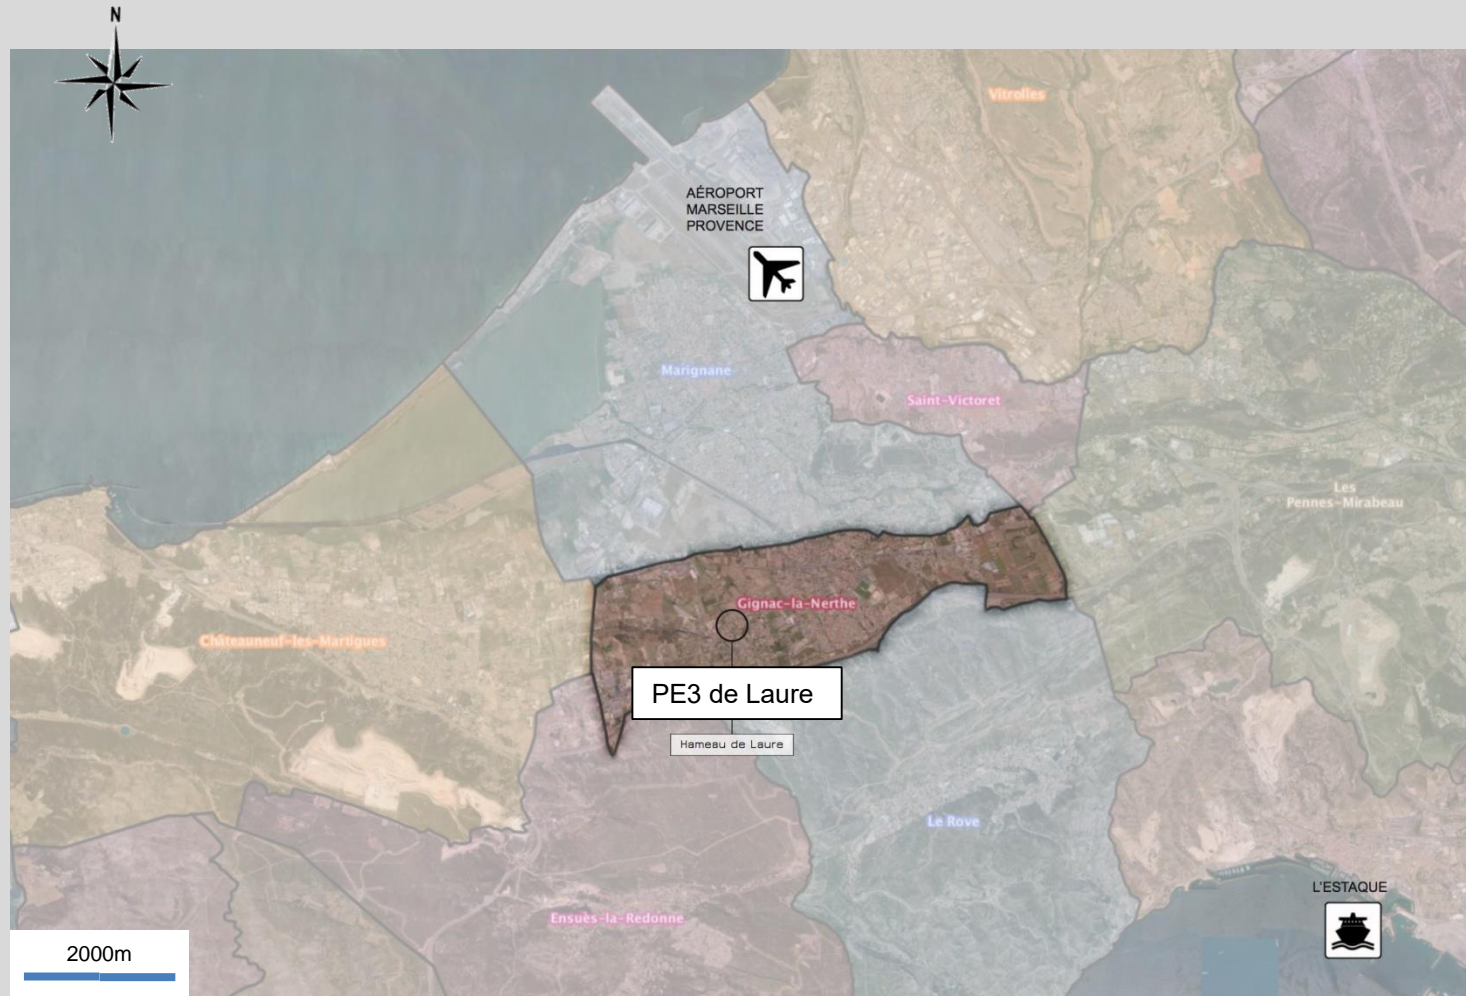 N
Vitrolles
AÉROPORT
MARSEILLE
PROVENCE
Marignane
Saint-Victoret
Les
Pennes-Mirabeau
Gignac-la-Nerthe
Châteauneuf-les-Martigues
PE3 de Laure
Hameau de Laure
Le Rove
L'ESTAQUE
Ensuès-la-Redonne
2000m